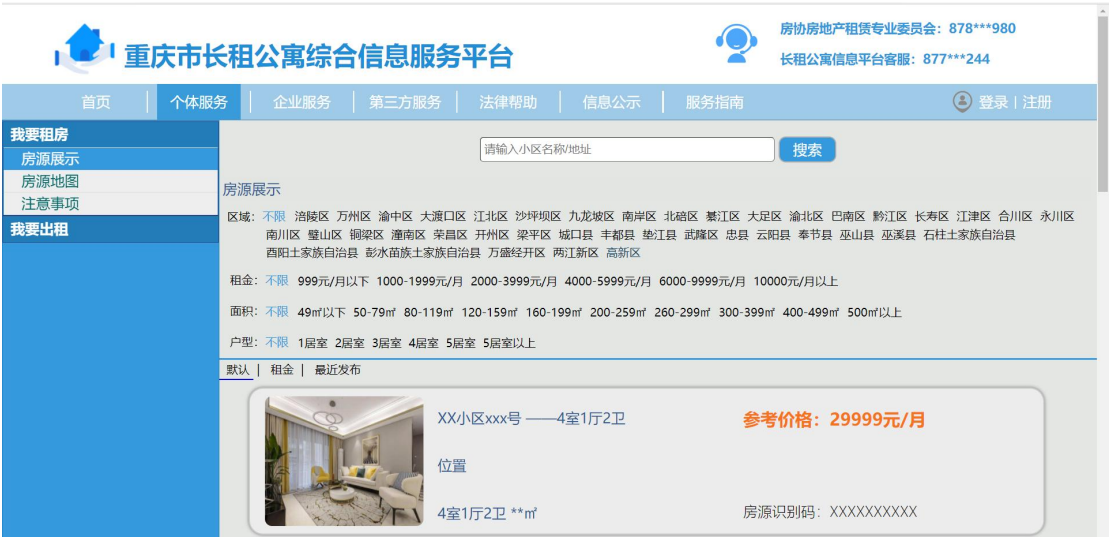 重庆市长租公寓综合信息服务平台
房协房地产租赁专业委员会：878***980
长租公寓信息平台客服：877***244
首页 个体服务 企业服务 第三方服务 法律帮助 信息公示 服务指南 登录 | 注册
我要租房
房源展示
房源地图
注意事项
我要出租
请输入小区名称/地址 搜索
房源展示
区域: 不限 涪陵区 万州区 渝中区 大渡口区 江北区 沙坪坝区 九龙坡区 南岸区 北碚区 綦江区 大足区 渝北区 巴南区 黔江区 长寿区 江津区 合川区 永川区
南川区 璧山区 铜梁区 潼南区 荣昌区 开州区 梁平区 城口县 丰都县 垫江县 武隆区 忠县 云阳县 奉节县 巫山县 巫溪县 石柱土家族自治县
酉阳土家族自治县 彭水苗族土家族自治县 万盛经开区 两江新区 高新区
租金: 不限 999元/月以下 1000-1999元/月 2000-3999元/月 4000-5999元/月 6000-9999元/月 10000元/月以上
面积: 不限 49㎡以下 50-79㎡ 80-119㎡ 120-159㎡ 160-199㎡ 200-259㎡ 260-299㎡ 300-399㎡ 400-499㎡ 500㎡以上
户型: 不限 1居室 2居室 3居室 4居室 5居室 5居室以上
默认 | 租金 | 最近发布
XX小区xxx号 ——4室1厅2卫 参考价格：29999元/月
位置
4室1厅2卫 **㎡ 房源识别码：XXXXXXXXXX